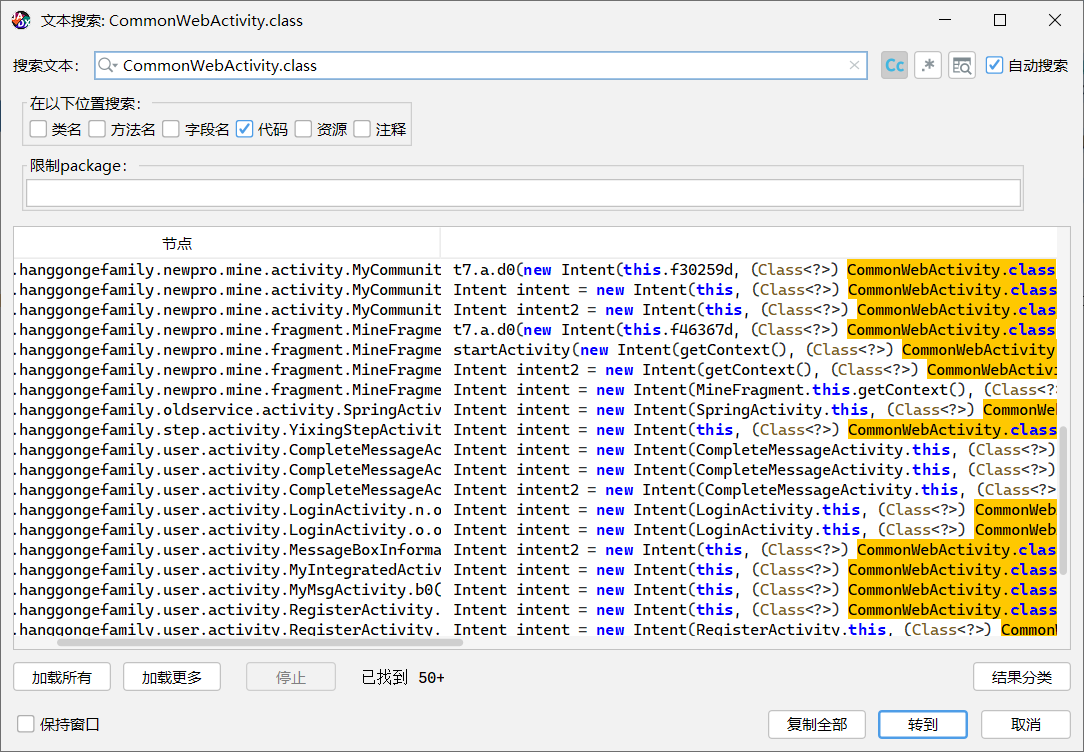 文本搜索: CommonWebActivity.class
搜索文本: CommonWebActivity.class Cc .* 自动搜索
在以下位置搜索:
类名 方法名 字段名 代码 资源 注释
限制package:
节点
.hanggongefamily.newpro.mine.activity.MyCommunit t7.a.d0(new Intent(this.f30259d, (Class<?>) CommonWebActivity.class
.hanggongefamily.newpro.mine.activity.MyCommunit Intent intent = new Intent(this, (Class<?>) CommonWebActivity.class
.hanggongefamily.newpro.mine.activity.MyCommunit Intent intent2 = new Intent(this, (Class<?>) CommonWebActivity.clas
.hanggongefamily.newpro.mine.fragment.MineFragme t7.a.d0(new Intent(this.f46367d, (Class<?>) CommonWebActivity.class
.hanggongefamily.newpro.mine.fragment.MineFragme startActivity(new Intent(getContext(), (Class<?>) CommonWebActivity
.hanggongefamily.newpro.mine.fragment.MineFragme Intent intent2 = new Intent(getContext(), (Class<?>) CommonWebActivi
.hanggongefamily.newpro.mine.fragment.MineFragme Intent intent = new Intent(MineFragment.this.getContext(), (Class<?
.hanggongefamily.oldservice.activity.SpringActiv Intent intent = new Intent(SpringActivity.this, (Class<?>) CommonWe
.hanggongefamily.step.activity.YixingStepActivit Intent intent = new Intent(this, (Class<?>) CommonWebActivity.class
.hanggongefamily.user.activity.CompleteMessageAc Intent intent = new Intent(CompleteMessageActivity.this, (Class<?>)
.hanggongefamily.user.activity.CompleteMessageAc Intent intent = new Intent(CompleteMessageActivity.this, (Class<?>)
.hanggongefamily.user.activity.CompleteMessageAc Intent intent2 = new Intent(CompleteMessageActivity.this, (Class<?>
.hanggongefamily.user.activity.LoginActivity.n.o Intent intent = new Intent(LoginActivity.this, (Class<?>) CommonWeb
.hanggongefamily.user.activity.LoginActivity.o.o Intent intent = new Intent(LoginActivity.this, (Class<?>) CommonWeb
.hanggongefamily.user.activity.MessageBoxInforma Intent intent2 = new Intent(this, (Class<?>) CommonWebActivity.clas
.hanggongefamily.user.activity.MyIntegratedActiv Intent intent = new Intent(this, (Class<?>) CommonWebActivity.class
.hanggongefamily.user.activity.MyMsgActivity.b0( Intent intent = new Intent(this, (Class<?>) CommonWebActivity.class
.hanggongefamily.user.activity.RegisterActivity. Intent intent = new Intent(this, (Class<?>) CommonWebActivity.class
.hanggongefamily.user.activity.RegisterActivity. Intent intent = new Intent(RegisterActivity.this, (Class<?>) Common
加载所有 加载更多 停止 已找到 50+ 结果分类
保持窗口 复制全部 转到 取消